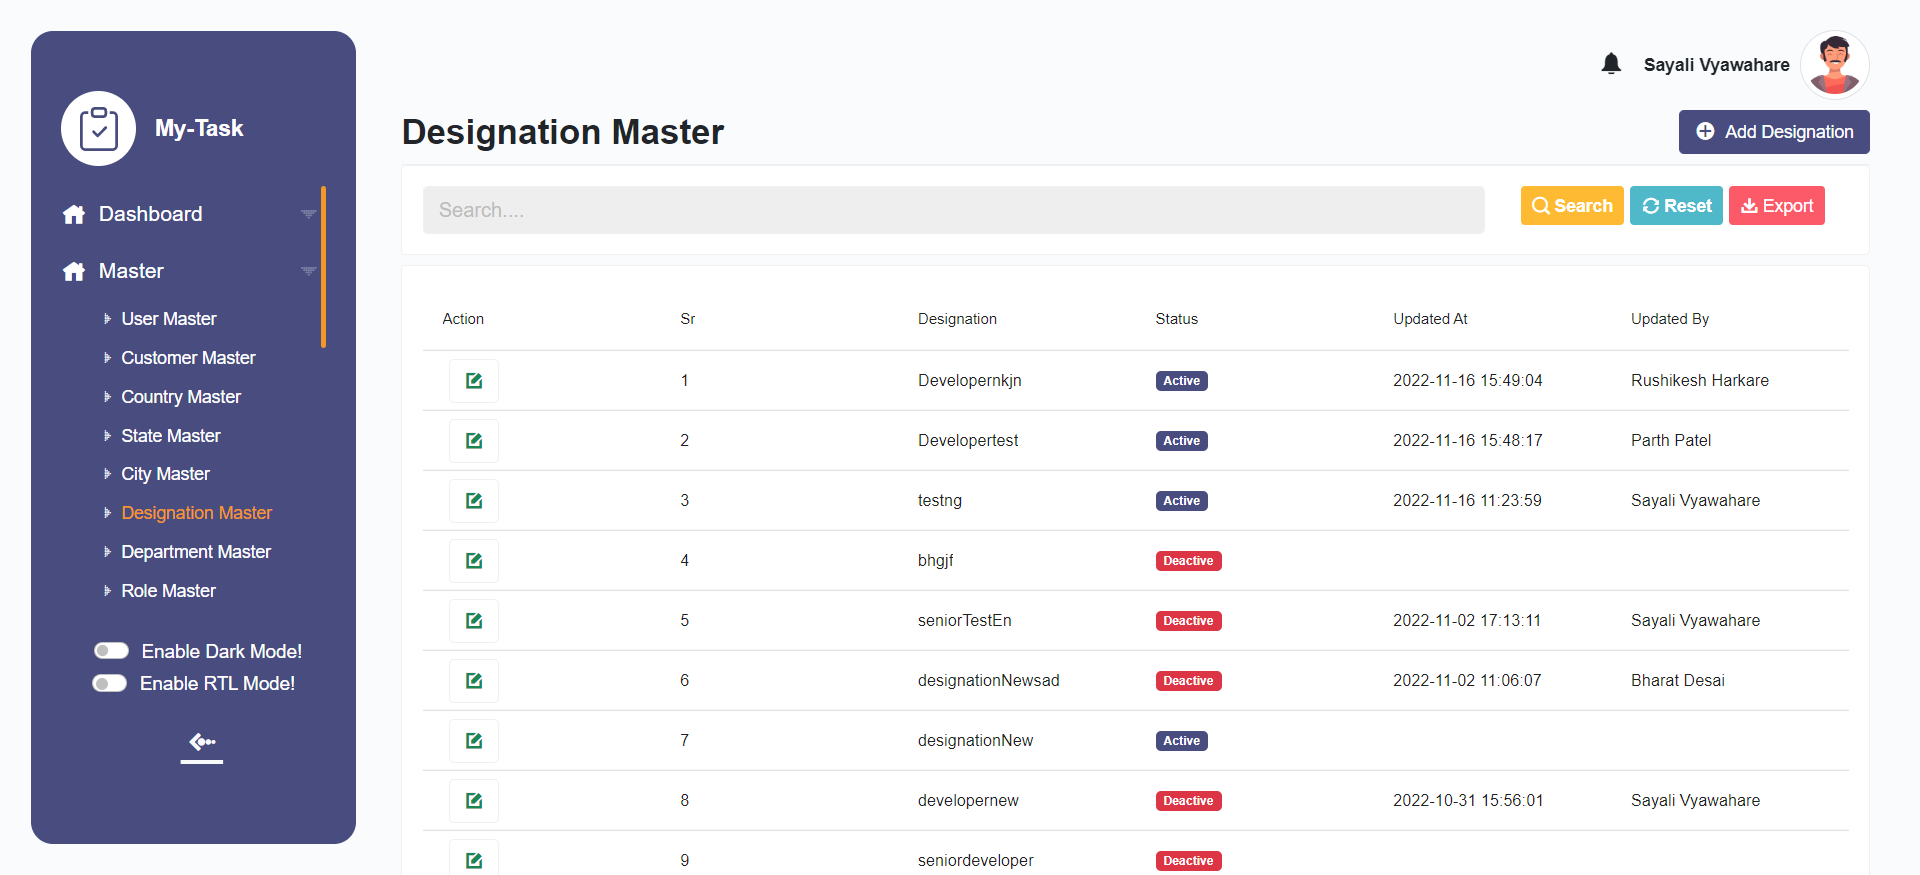 My-Task
Dashboard
Master
User Master
Customer Master
Country Master
State Master
City Master
Designation Master
Department Master
Role Master
Enable Dark Mode!
Enable RTL Mode!
Sayali Vyawahare
Designation Master
Add Designation
Search....
Search Reset Export
Action Sr Designation Status Updated At Updated By
1 Developernkjn Active 2022-11-16 15:49:04 Rushikesh Harkare
2 Developertest Active 2022-11-16 15:48:17 Parth Patel
3 testng Active 2022-11-16 11:23:59 Sayali Vyawahare
4 bhgjf Deactive
5 seniorTestEn Deactive 2022-11-02 17:13:11 Sayali Vyawahare
6 designationNewsad Deactive 2022-11-02 11:06:07 Bharat Desai
7 designationNew Active
8 developernew Deactive 2022-10-31 15:56:01 Sayali Vyawahare
9 seniordeveloper Deactive